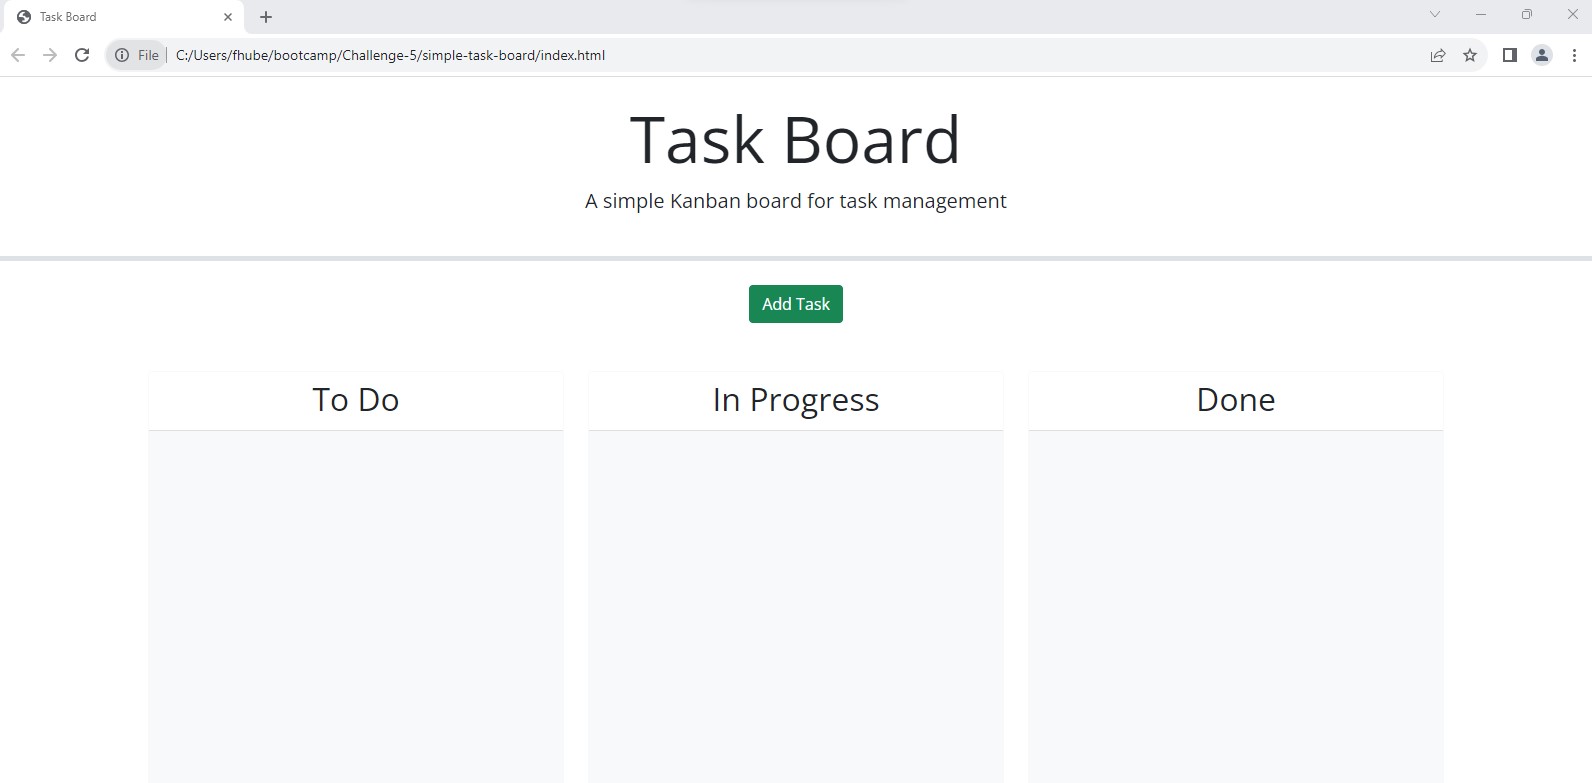 Task Board
File C:/Users/fhube/bootcamp/Challenge-5/simple-task-board/index.html
Task Board
A simple Kanban board for task management
Add Task
To Do
In Progress
Done